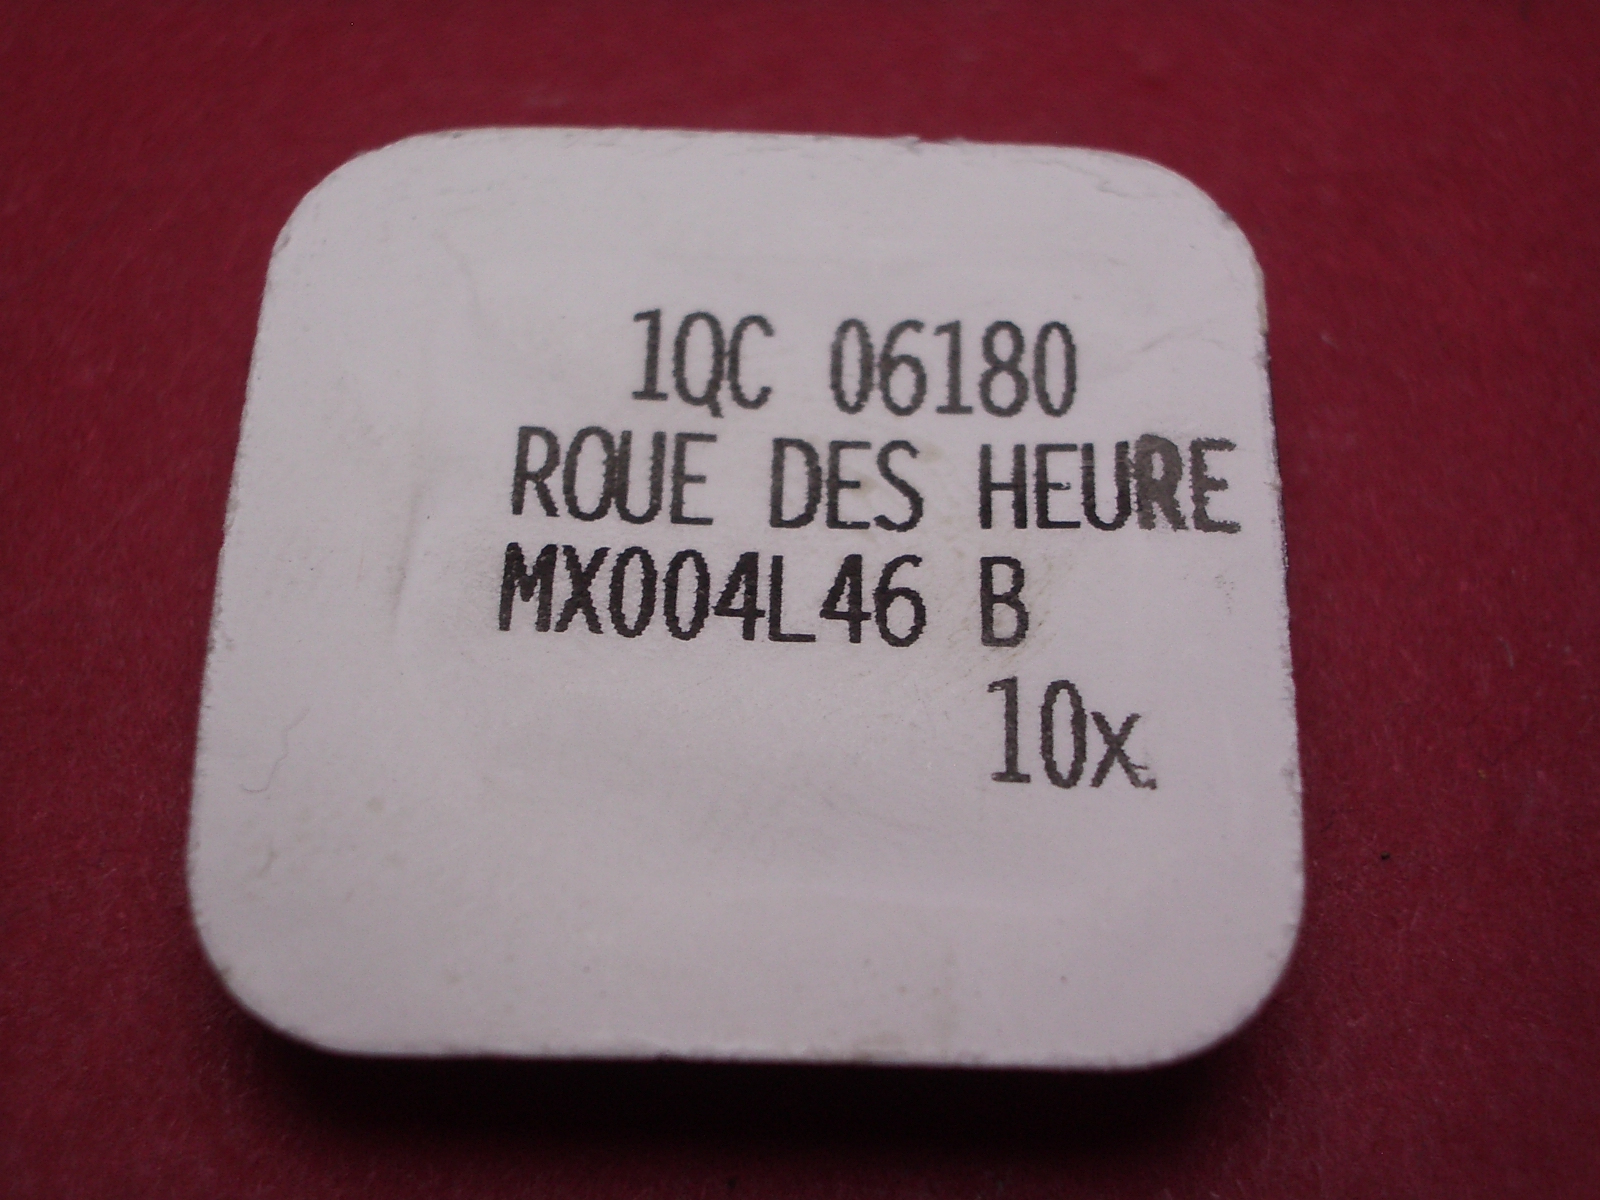 1QC 06180
ROUE DES HEURE
MX004L46 B
10x